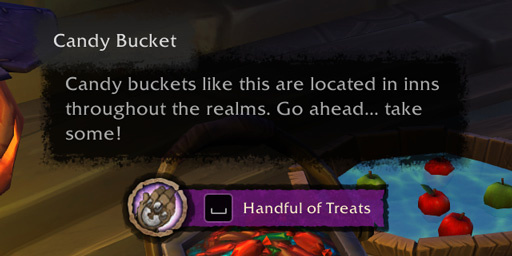 Candy Bucket
Candy buckets like this are located in inns
throughout the realms. Go ahead... take
some!
Handful of Treats